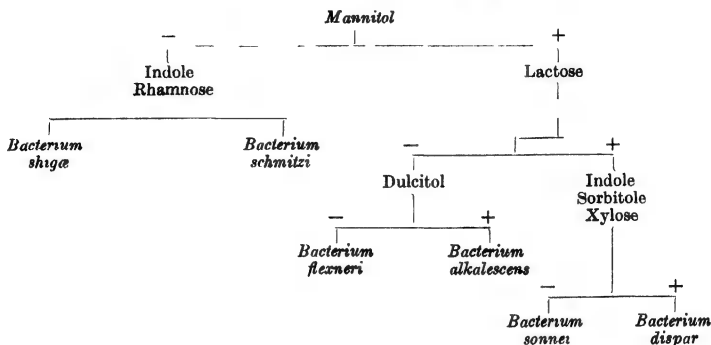 Mannitol
− +
Indole
Rhamnose
Lactose
Bacterium
shigæ
Bacterium
schmitzi
− +
Dulcitol
Indole
Sorbitole
Xylose
− +
Bacterium
flexneri
Bacterium
alkalescens
− +
Bacterium
sonnei
Bacterium
dispar